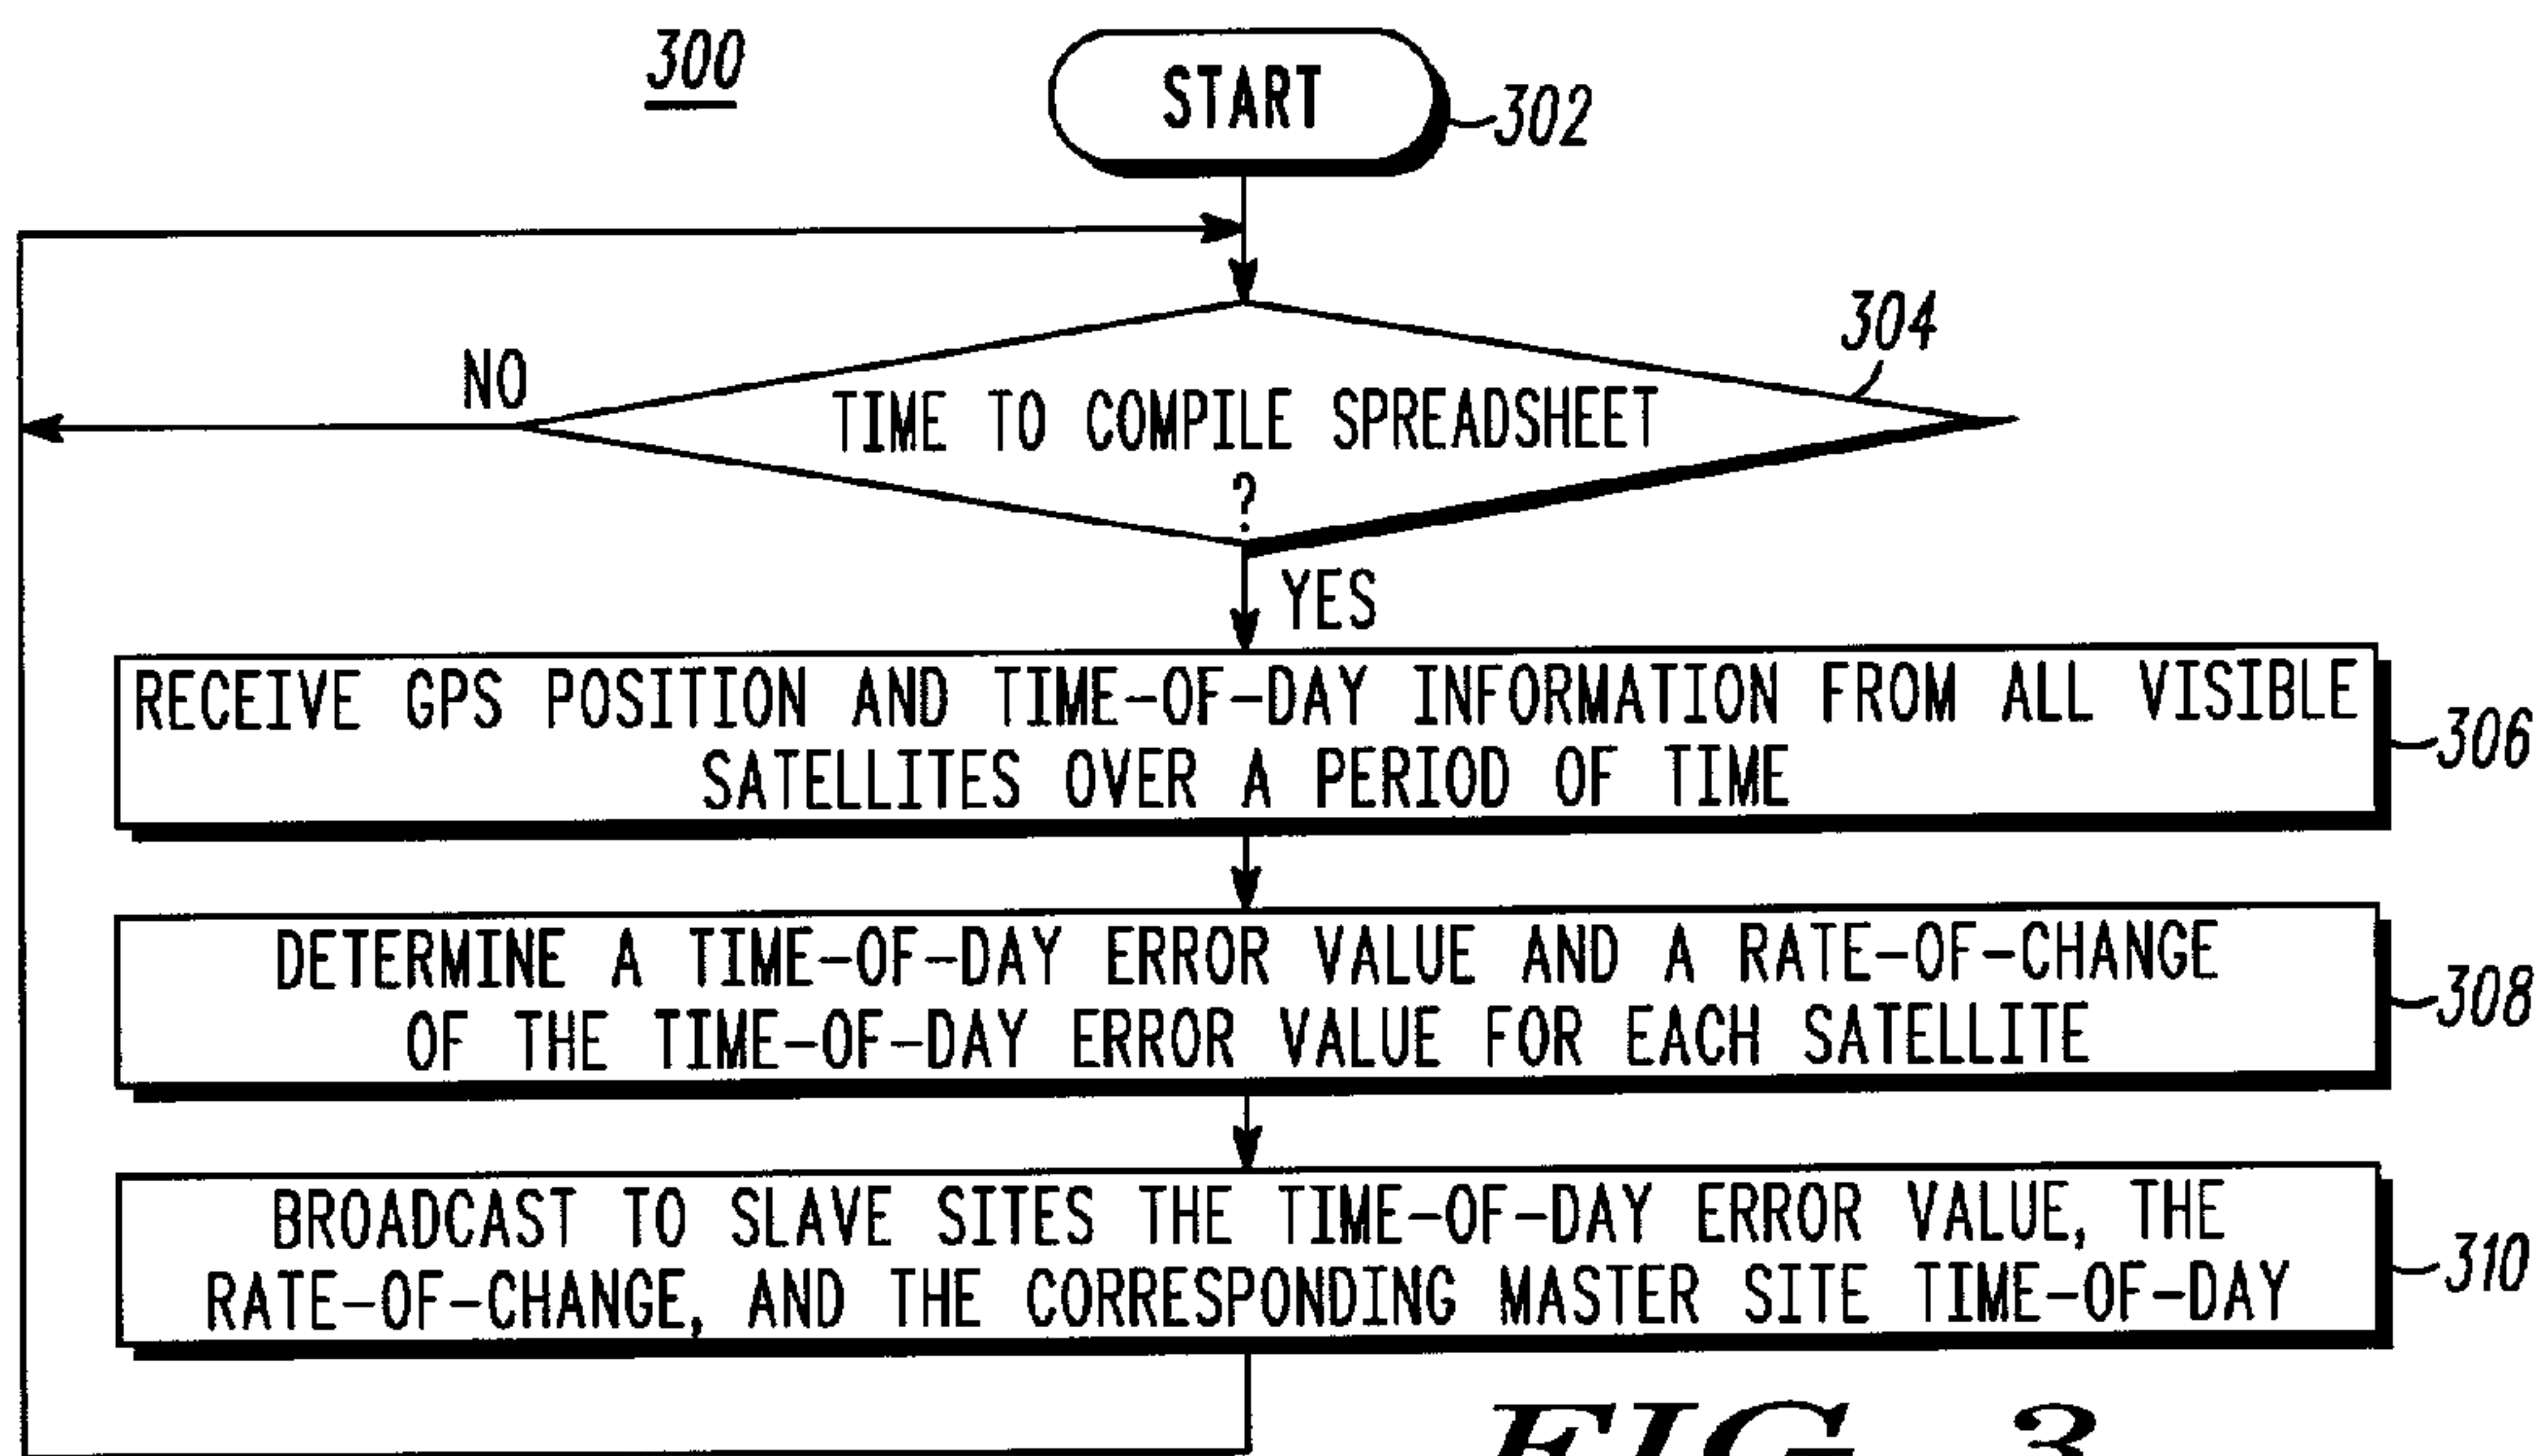 300
START
302
304
NO
TIME TO COMPILE SPREADSHEET
?
YES
RECEIVE GPS POSITION AND TIME-OF-DAY INFORMATION FROM ALL VISIBLE
SATELLITES OVER A PERIOD OF TIME
306
DETERMINE A TIME-OF-DAY ERROR VALUE AND A RATE-OF-CHANGE
OF THE TIME-OF-DAY ERROR VALUE FOR EACH SATELLITE
308
BROADCAST TO SLAVE SITES THE TIME-OF-DAY ERROR VALUE, THE
RATE-OF-CHANGE, AND THE CORRESPONDING MASTER SITE TIME-OF-DAY
310
FIG. 3